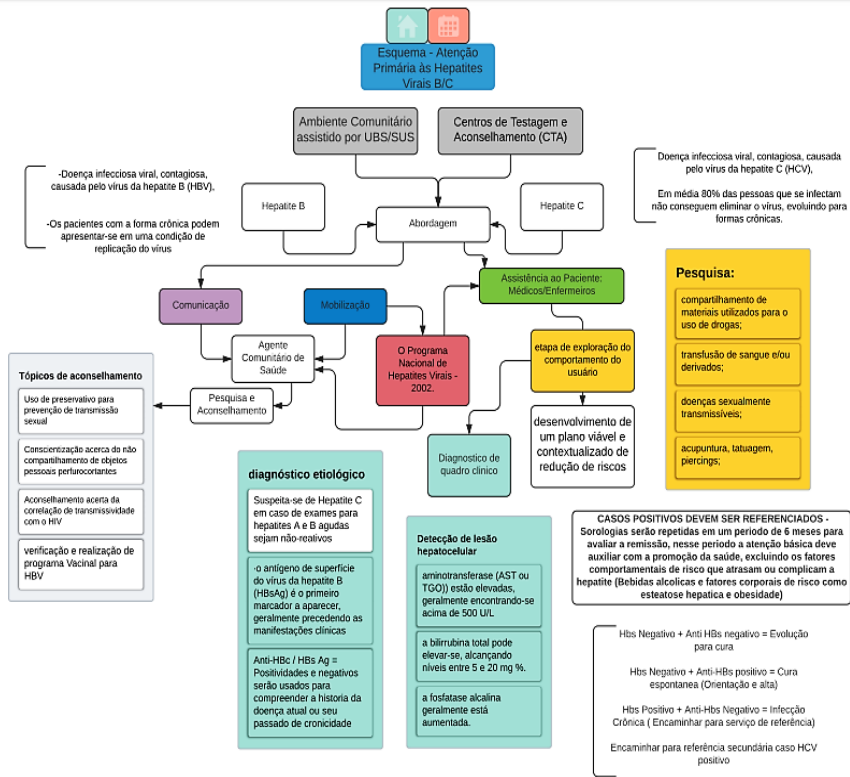 Esquema - Atenção
Primária às Hepatites
Virais B/C
Ambiente Comunitário
assistido por UBS/SUS
Centros de Testagem e
Aconselhamento (CTA)
-Doença infecciosa viral, contagiosa,
causada pelo vírus da hepatite B (HBV),
-Os pacientes com a forma crônica podem
apresentar-se em uma condição de
replicação do vírus
Hepatite B
Abordagem
Hepatite C
Doença infecciosa viral, contagiosa, causada
pelo vírus da hepatite C (HCV),
Em média 80% das pessoas que se infectam
não conseguem eliminar o vírus, evoluindo para
formas crônicas.
Comunicação
Mobilização
Assistência ao Paciente:
Médicos/Enfermeiros
Agente
Comunitário de
Saúde
O Programa
Nacional de
Hepatites Virais -
2002.
etapa de exploração do
comportamento do
usuário
Pesquisa e
Aconselhamento
Diagnostico de
quadro clinico
desenvolvimento de
um plano viável e
contextualizado de
redução de riscos
Pesquisa:
compartilhamento de
materiais utilizados para o
uso de drogas;
transfusão de sangue e/ou
derivados;
doenças sexualmente
transmissíveis;
acupuntura, tatuagem,
piercings;
Tópicos de aconselhamento
Uso de preservativo para
prevenção de transmissão
sexual
Conscientização acerca do não
compartilhamento de objetos
pessoais perfurocortantes
Aconselhamento acerta da
correlação de transmissividade
com o HIV
verificação e realização de
programa Vacinal para
HBV
diagnóstico etiológico
Suspeita-se de Hepatite C
em caso de exames para
hepatites A e B agudas
sejam não-reativos
·o antígeno de superfície
do vírus da hepatite B
(HBsAg) é o primeiro
marcador a aparecer,
geralmente precedendo as
manifestações clínicas
Anti-HBc / HBs Ag =
Positividades e negativos
serão usados para
compreender a historia da
doença atual ou seu
passado de cronicidade
Detecção de lesão
hepatocelular
aminotransferase (AST ou
TGO)) estão elevadas,
geralmente encontrando-se
acima de 500 U/L
a bilirrubina total pode
elevar-se, alcançando
níveis entre 5 e 20 mg %.
a fosfatase alcalina
geralmente está
aumentada.
CASOS POSITIVOS DEVEM SER REFERENCIADOS -
Sorologias serão repetidas em um periodo de 6 meses para
avaliar a remissão, nesse periodo a atenção básica deve
auxiliar com a promoção da saúde, excluindo os fatores
comportamentais de risco que atrasam ou complicam a
hepatite (Bebidas alcolicas e fatores corporais de risco como
esteatose hepatica e obesidade)
Hbs Negativo + Anti HBs negativo = Evolução
para cura
Hbs Negativo + Anti-HBs positivo = Cura
espontanea (Orientação e alta)
Hbs Positivo + Anti-Hbs Negativo = Infecção
Crônica ( Encaminhar para serviço de referência)
Encaminhar para referência secundária caso HCV
positivo